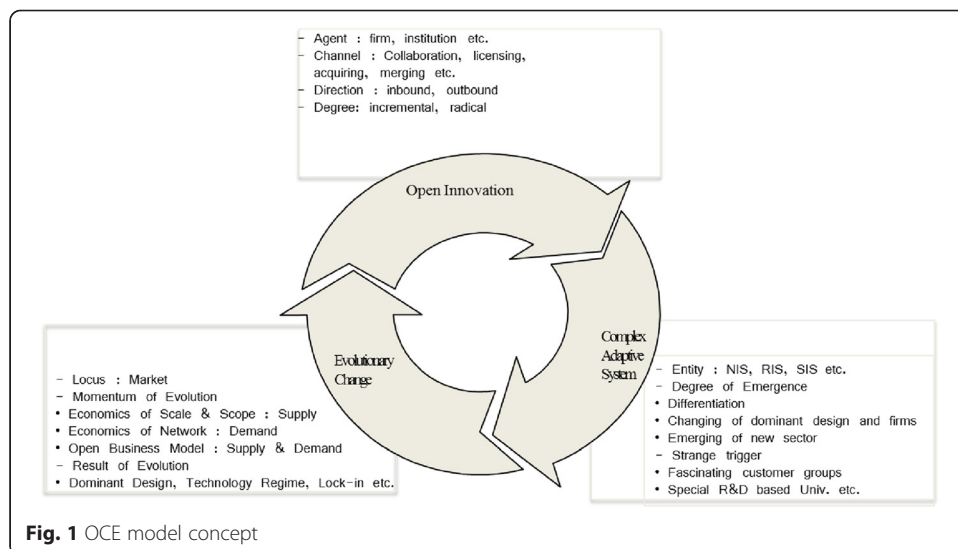 – Agent : firm, institution etc.
– Channel : Collaboration, licensing,
acquiring, merging etc.
– Direction : inbound, outbound
– Degree: incremental, radical
Open Innovation
Complex
Adaptive
System
Evolutionary
Change
– Locus : Market
– Momentum of Evolution
• Economics of Scale & Scope : Supply
• Economics of Network : Demand
• Open Business Model : Supply & Demand
– Result of Evolution
• Dominant Design, Technology Regime, Lock-in etc.
– Entity : NIS, RIS, SIS etc.
– Degree of Emergence
• Differentiation
• Changing of dominant design and firms
• Emerging of new sector
– Strange trigger
• Fascinating customer groups
• Special R&D based Univ. etc.
Fig. 1 OCE model concept